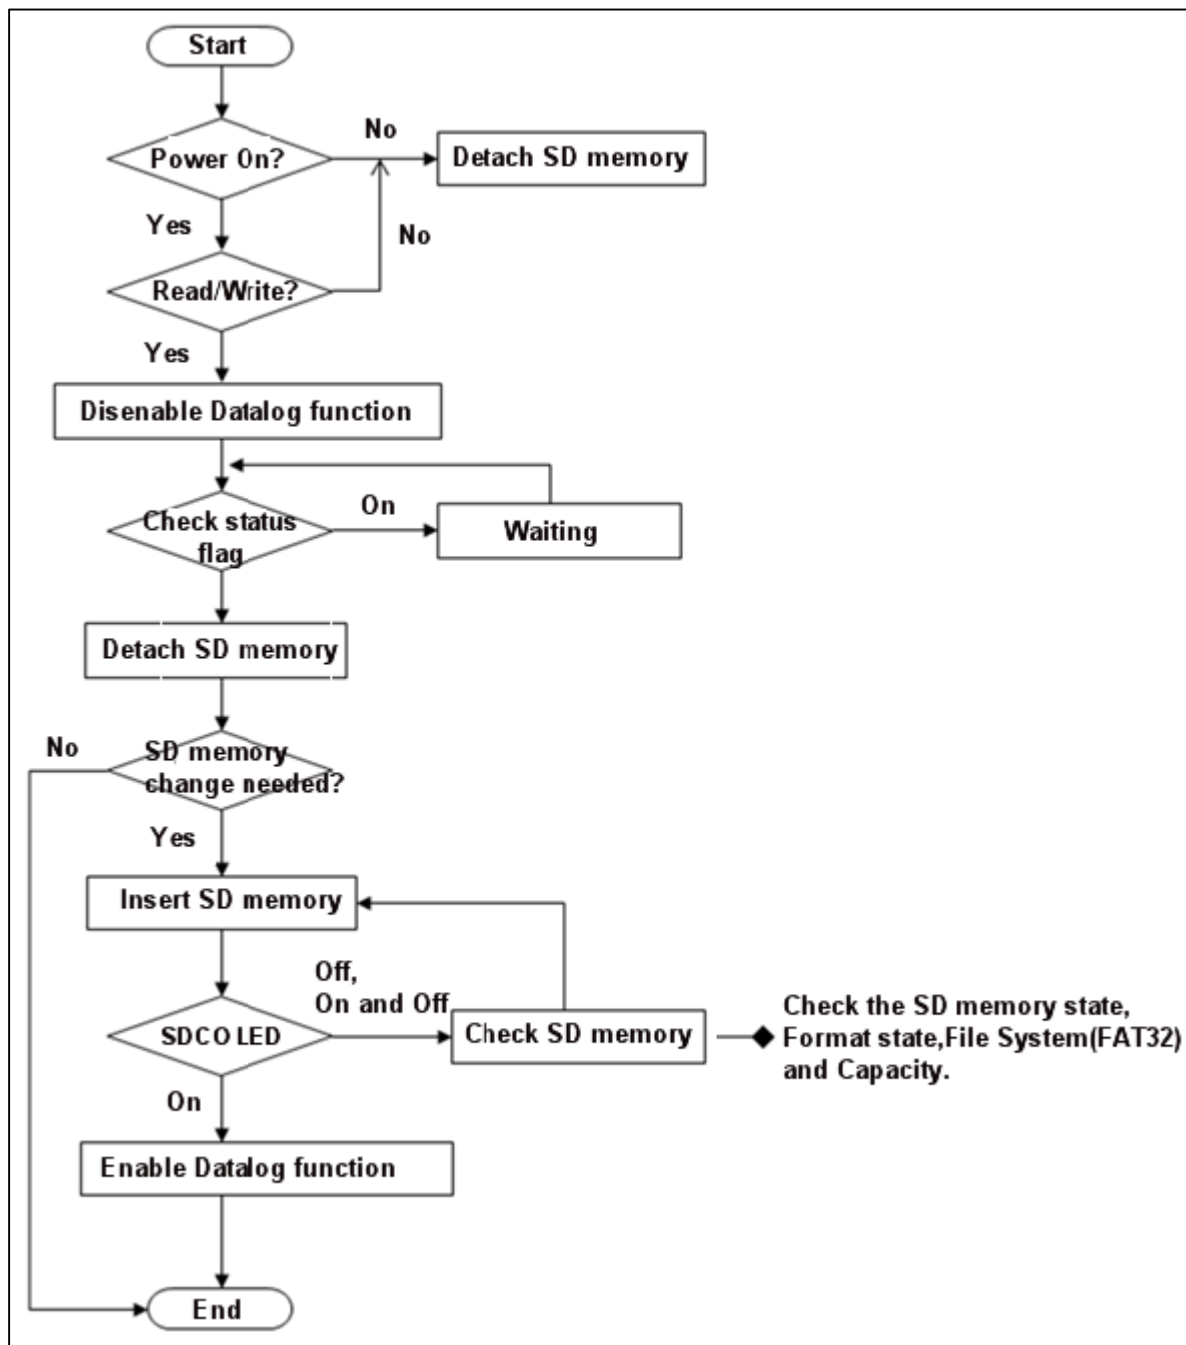 Start
Power On?
No
Detach SD memory
Yes
No
Read/Write?
Yes
Disenable Datalog function
Check status
flag
On
Waiting
Detach SD memory
No
SD memory
change needed?
Yes
Insert SD memory
Off,
On and Off
SDCO LED
Check SD memory
Check the SD memory state,
Format state,File System(FAT32)
and Capacity.
On
Enable Datalog function
End